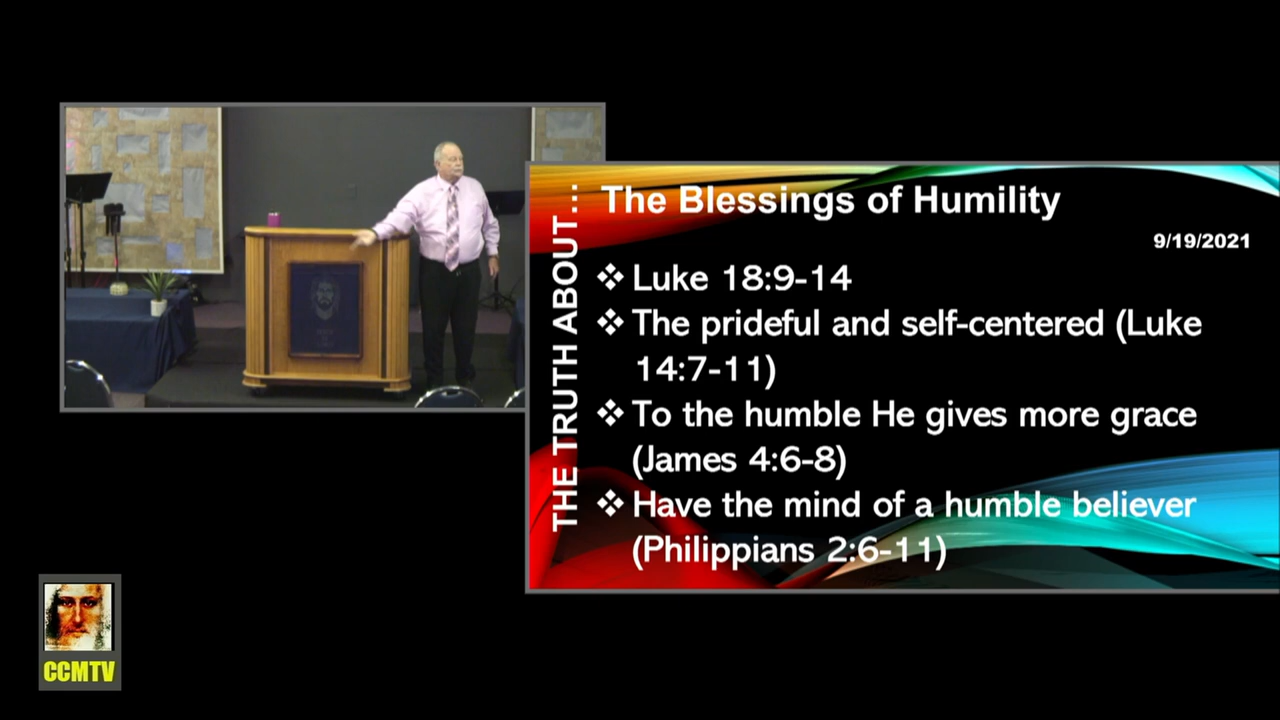 THE TRUTH ABOUT...
The Blessings of Humility
9/19/2021
❖ Luke 18:9-14
❖ The prideful and self-centered (Luke
14:7-11)
❖ To the humble He gives more grace
(James 4:6-8)
❖ Have the mind of a humble believer
(Philippians 2:6-11)
CCMTV